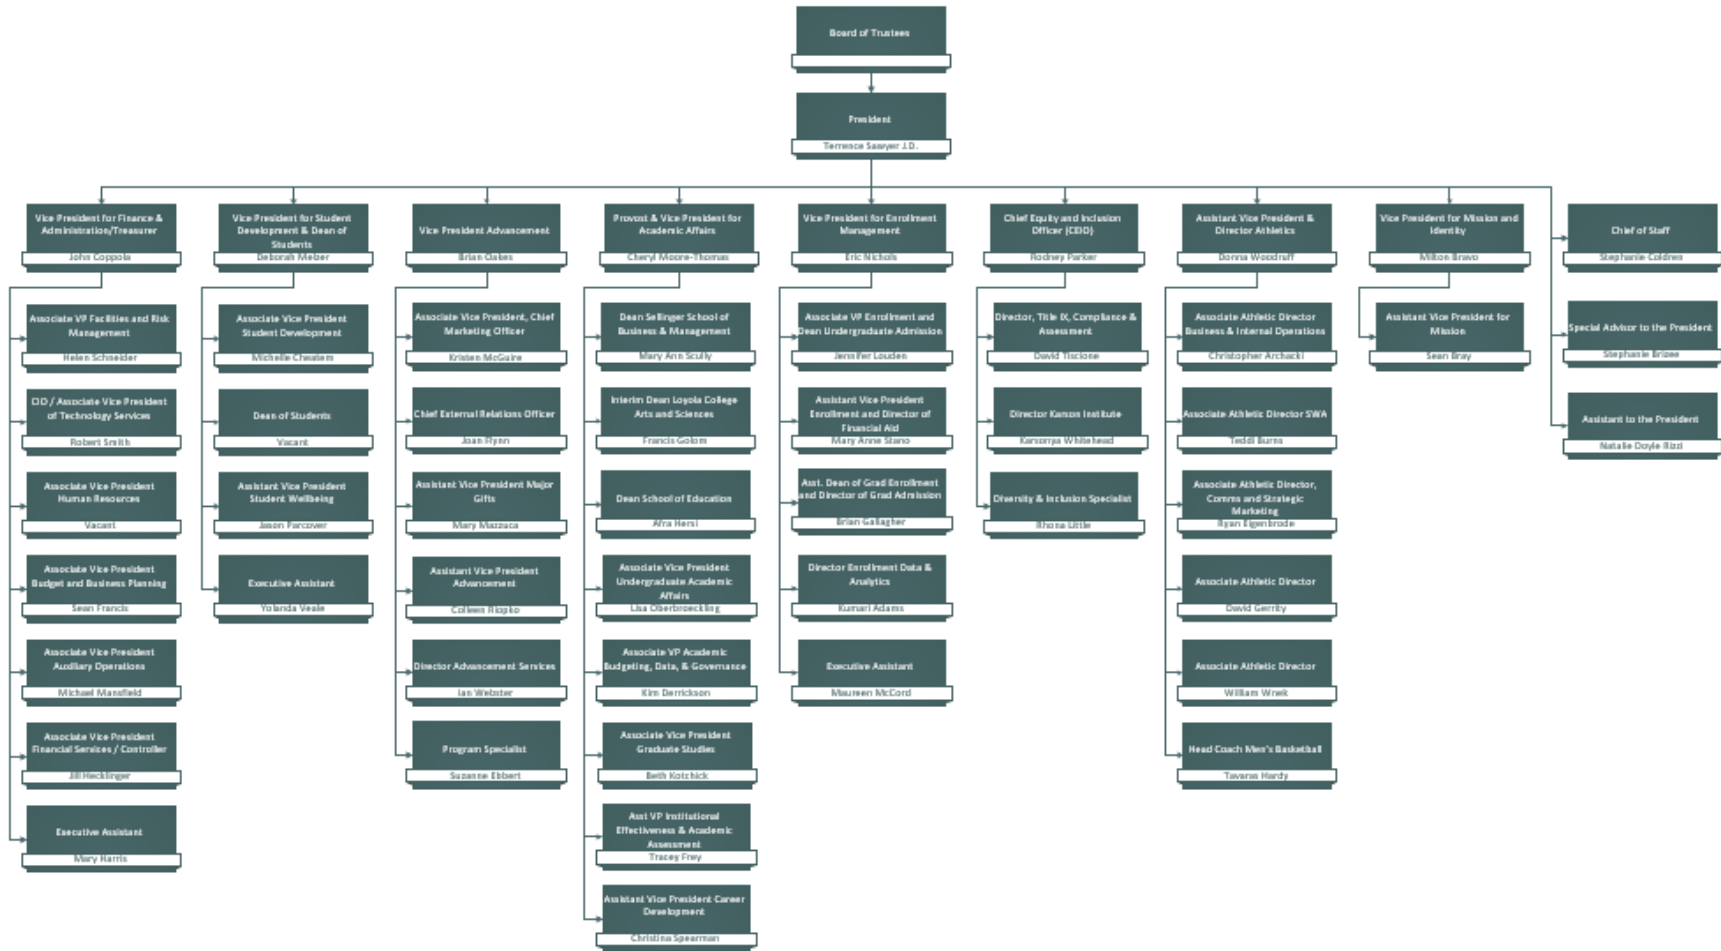 Board of Trustees
President
Terrence Sawyer J.D.
Vice President for Finance &
Administration/Treasurer
John Coppola
Vice President for Student
Development & Dean of
Students
Deborah Melzer
Vice President Advancement
Brian Oakes
Provost & Vice President for
Academic Affairs
Cheryl Moore-Thomas
Vice President for Enrollment
Management
Eric Nichols
Chief Equity and Inclusion
Officer (CEIO)
Rodney Parker
Assistant Vice President &
Director Athletics
Donna Woodruff
Vice President for Mission and
Identity
Milton Bravo
Chief of Staff
Stephanie Coldren
Special Advisor to the President
Stephanie Brizee
Assistant to the President
Natalie Doyle Rizzi
Associate VP Facilities and Risk
Management
Helen Schneider
CIO / Associate Vice President
of Technology Services
Robert Smith
Associate Vice President
Human Resources
Vacant
Associate Vice President
Budget and Business Planning
Sean Francis
Associate Vice President
Auxiliary Operations
Michael Mansfield
Associate Vice President
Financial Services / Controller
Jill Hecklinger
Executive Assistant
Mary Harris
Associate Vice President
Student Development
Michelle Cheatem
Dean of Students
Vacant
Assistant Vice President
Student Wellbeing
Jason Parcover
Executive Assistant
Yolanda Veale
Associate Vice President, Chief
Marketing Officer
Kristen McGuire
Chief External Relations Officer
Joan Flynn
Assistant Vice President Major
Gifts
Mary Mazzuca
Assistant Vice President
Advancement
Colleen
Director Advancement Services
Ian Webster
Program Specialist
Suzanne Ebbert
Dean Sellinger School of
Business & Management
Mary Ann Scully
Interim Dean Loyola College
Arts and Sciences
Francis Golom
Dean School of Education
Afra Hersi
Associate Vice President
Undergraduate Academic
Affairs
Lisa Oberbroeckling
Associate VP Academic
Budgeting, Data, & Governance
Kim Derrickson
Associate Vice President
Graduate Studies
Beth Kotchick
Asst VP Institutional
Effectiveness & Academic
Assessment
Tracey Frey
Assistant Vice President Career
Development
Christina Spearman
Associate VP Enrollment and
Dean Undergraduate Admission
Jennifer Louden
Assistant Vice President
Enrollment and Director of
Financial Aid
Mary Anne Stano
Asst. Dean of Grad Enrollment
and Director of Grad Admission
Brian Gallagher
Director Enrollment Data &
Analytics
Kumari Adams
Executive Assistant
Maureen McCord
Director, Title IX, Compliance &
Assessment
David Tiscione
Director Karson Institute
Karsonya Whitehead
Diversity & Inclusion Specialist
Rhona Little
Associate Athletic Director
Business & Internal Operations
Christopher Archacki
Associate Athletic Director SWA
Teddi Burns
Associate Athletic Director,
Comms and Strategic
Marketing
Ryan Eigenbrode
Associate Athletic Director
David Gerrity
Associate Athletic Director
William Wnek
Head Coach Men's Basketball
Tavaras Hardy
Assistant Vice President for
Mission
Sean Bray